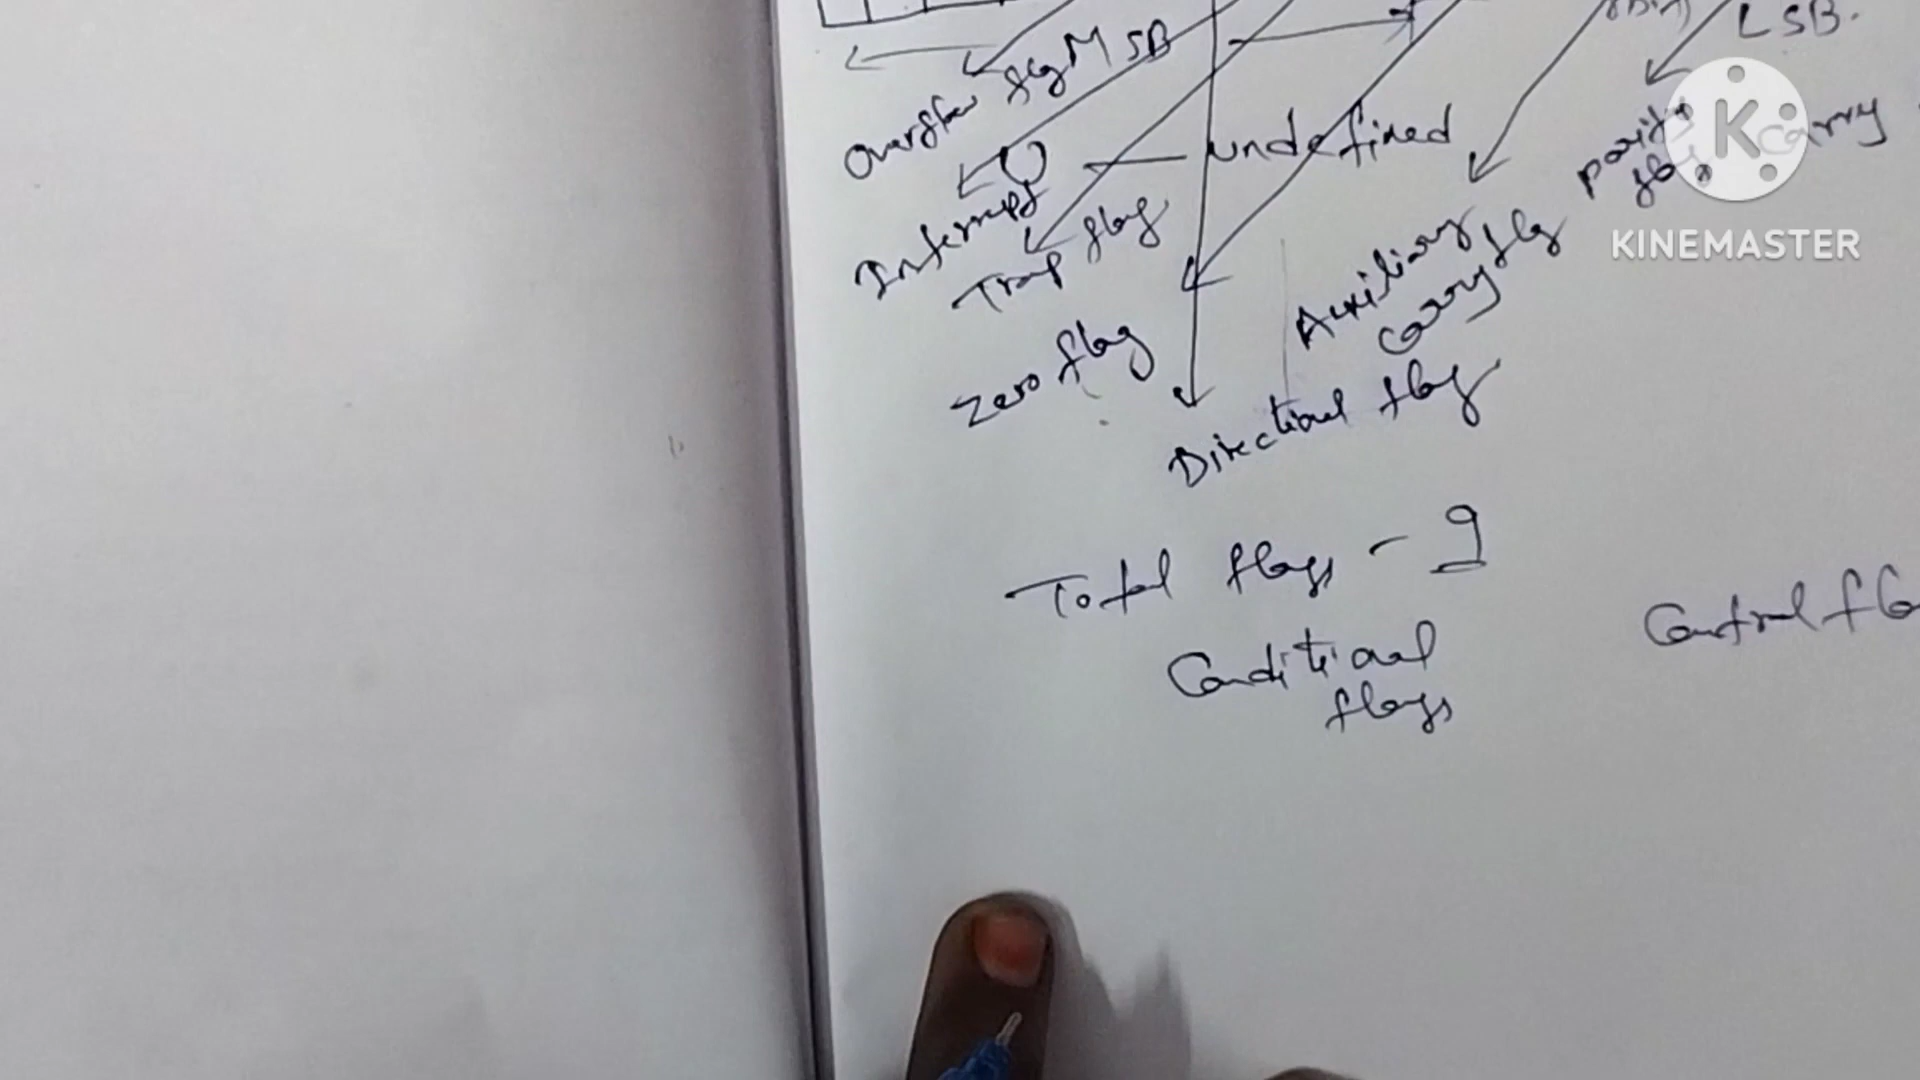 LSB.
MSB
Overflow flag
U - undefined
Interrupt
Trap flag
Zero flag
parity
flag
carry
Auxiliary
carry flag
Directional flag
Total flags - 9
Conditional
flags
Control fla
K
KINEMASTER